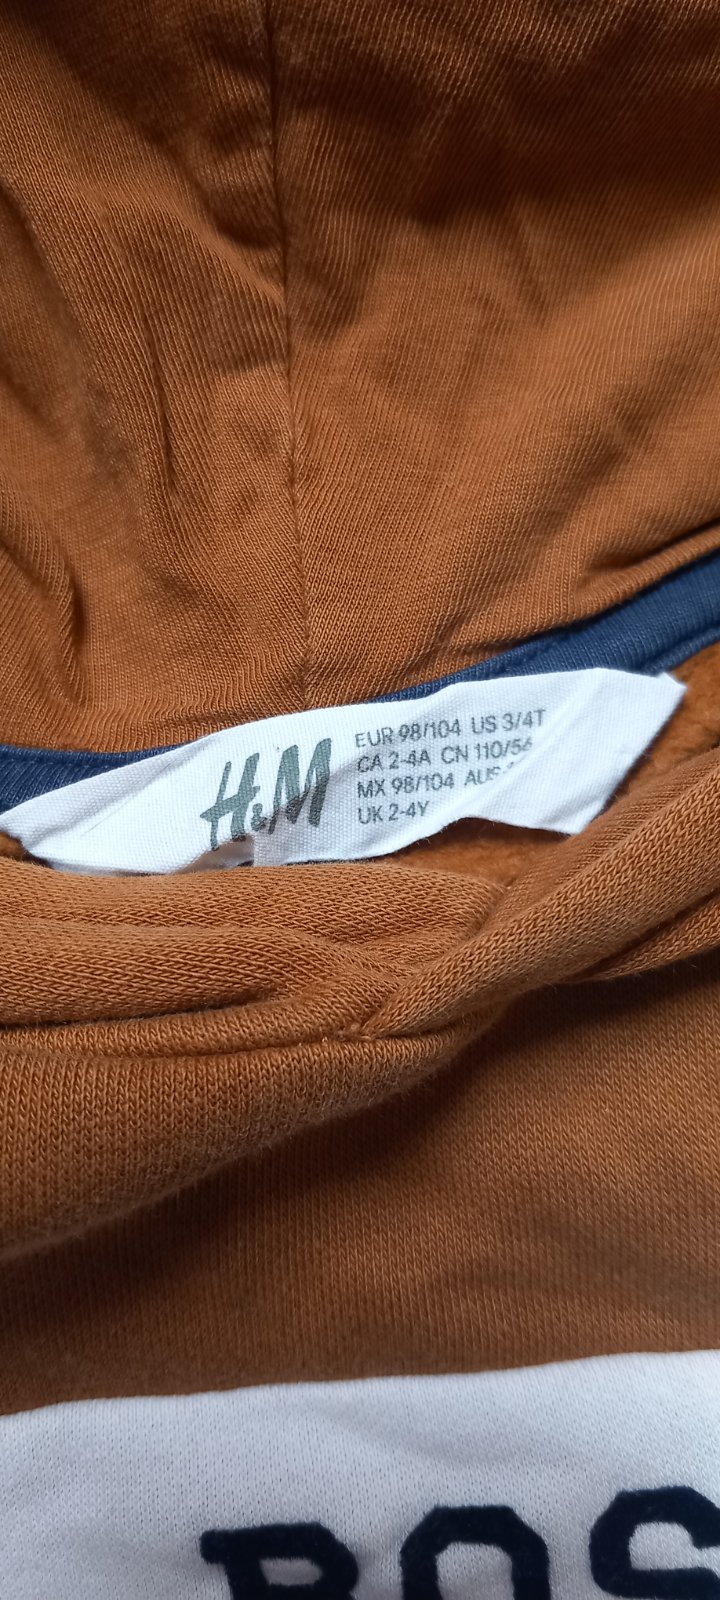 H&M
EUR 98/104 US 3/4T
CA 2-4A CN 110/56
MX 98/104 AUS
UK 2-4Y
BOS